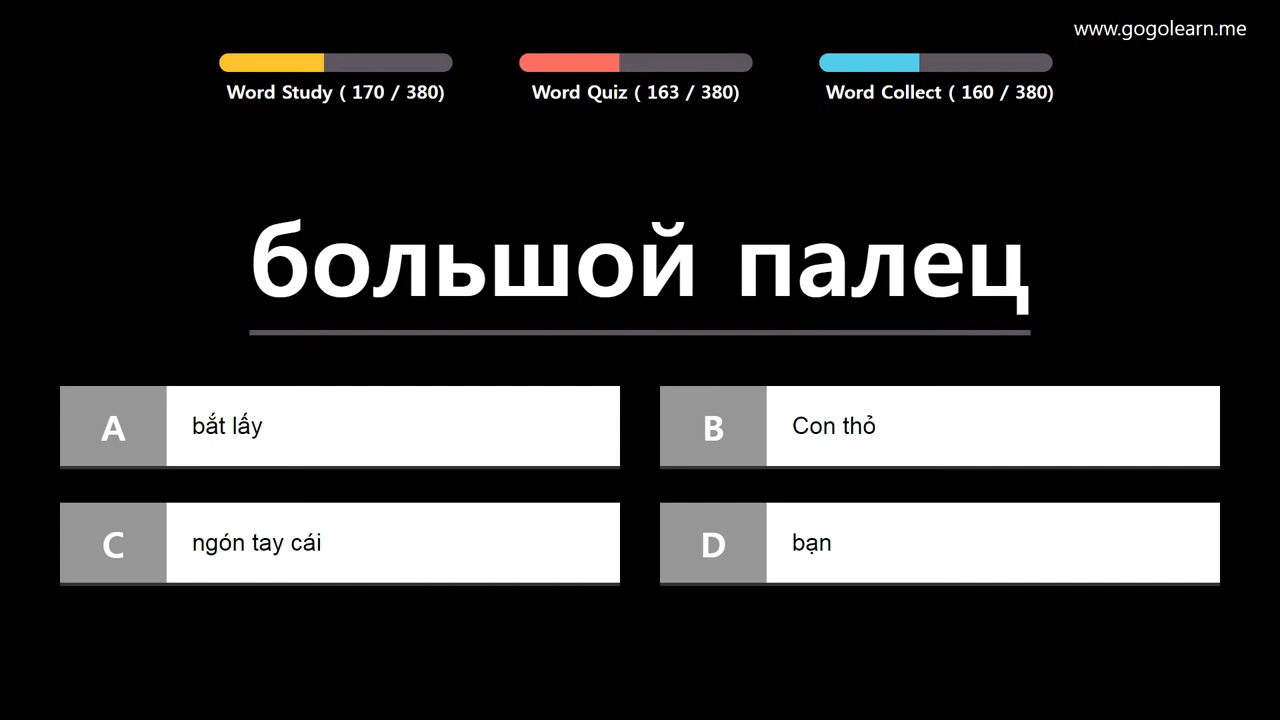 www.gogolearn.me
Word Study ( 170 / 380)
Word Quiz ( 163 / 380)
Word Collect ( 160 / 380)
большой палец
A
bắt lấy
B
Con thỏ
C
ngón tay cái
D
bạn